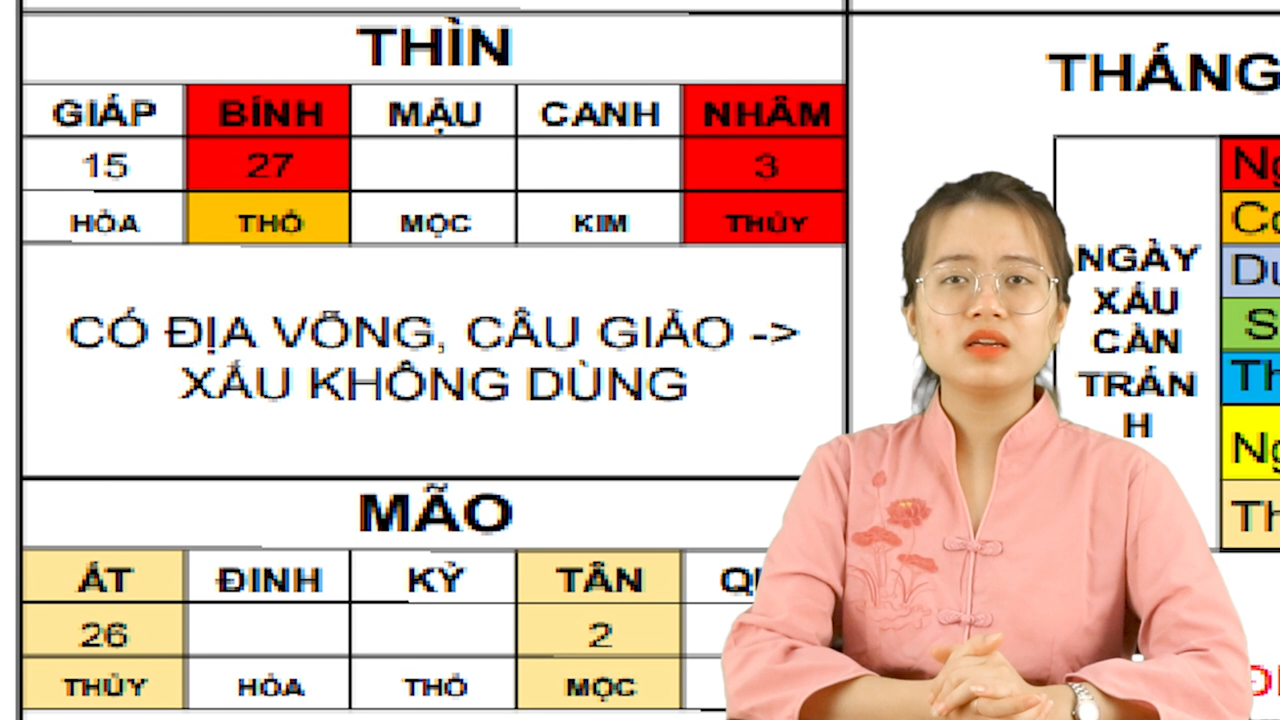 THÌN
GIÁP BÍNH MẬU CANH NHÂM
15 27 3
HỎA THỔ MỘC KIM THỦY
CÓ ĐỊA VÕNG, CÂU GIẢO ->
XẤU KHÔNG DÙNG
MÃO
ẤT ĐINH KỶ TÂN
26 2
THỦY HỎA THỔ MỘC
THÁNG
NGÀY
XẤU
CẦN
TRÁN
H